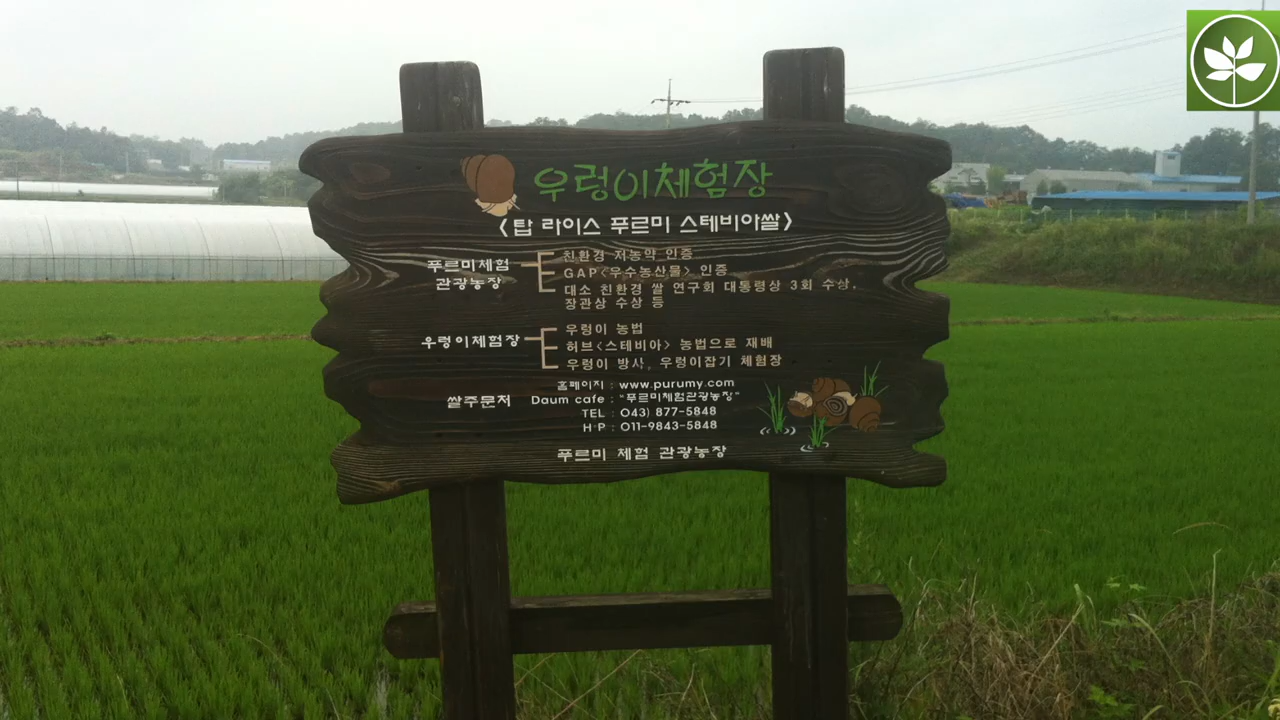 우렁이체험장
<탑 라이스 푸르미 스테비아쌀>
푸르미체험
관광농장
친환경 저농약 인증
GAP<우수농산물> 인증
대소 친환경 쌀 연구회 대통령상 3회 수상,
장관상 수상 등
우렁이체험장
우렁이 농법
허브<스테비아> 농법으로 재배
우렁이 방사, 우렁이잡기 체험장
쌀주문처
홈페이지 : www.purumy.com
Daum cafe : "푸르미체험관광농장"
TEL : 043) 877-5848
H·P : 011-9843-5848
푸르미 체험 관광농장